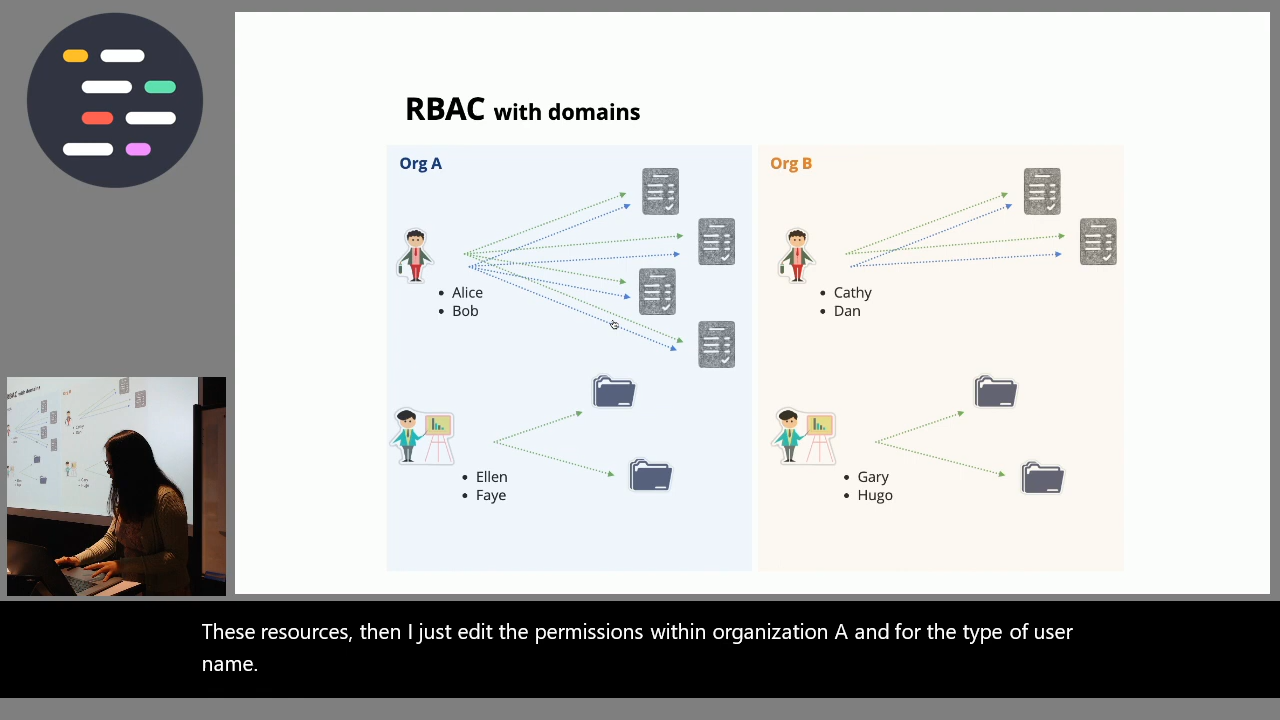 RBAC with domains
Org A
Org B
Alice
Bob
Cathy
Dan
Ellen
Faye
Gary
Hugo
These resources, then I just edit the permissions within organization A and for the type of user
name.